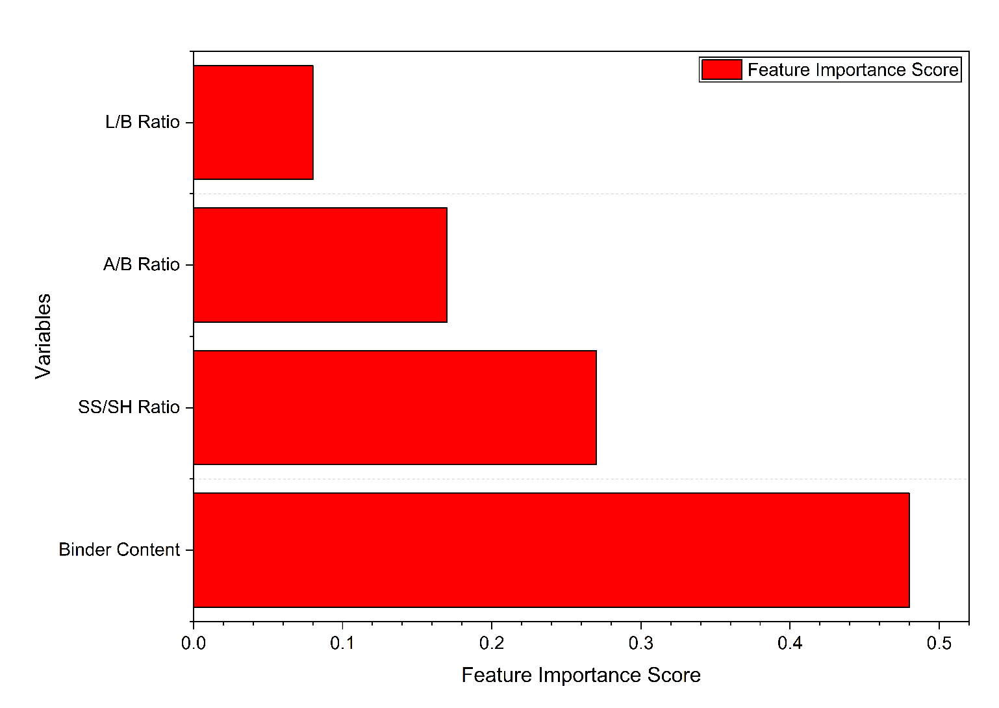 Feature Importance Score
L/B Ratio
A/B Ratio
SS/SH Ratio
Binder Content
Variables
0.0 0.1 0.2 0.3 0.4 0.5
Feature Importance Score